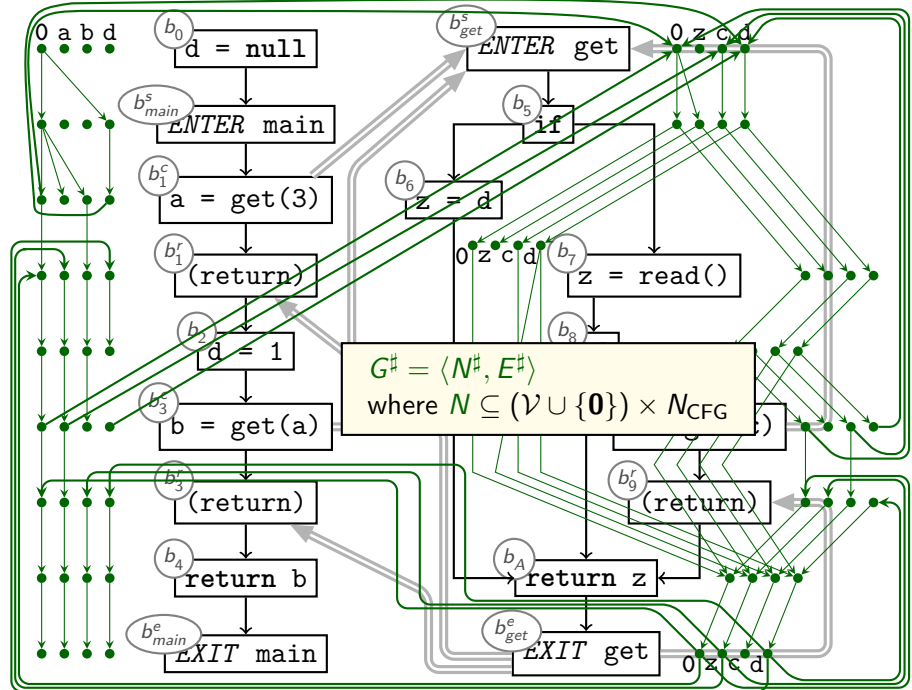 0 a b d
b₀
d = null
b^s_main
ENTER main
b^c_1
a = get(3)
b^r_1
(return)
b₂
d = 1
b^c_3
b = get(a)
b^r_3
(return)
b₄
return b
b^e_main
EXIT main
b^s_get
ENTER get
0 z c d
b₅
if
b₆
z = d
0 z c d
b₇
z = read()
b₈
G♯ = ⟨N♯, E♯⟩
where N ⊆ (𝒱 ∪ {0}) × N_CFG
b^r_9
(return)
b_A
return z
b^e_get
EXIT get
0 z c d